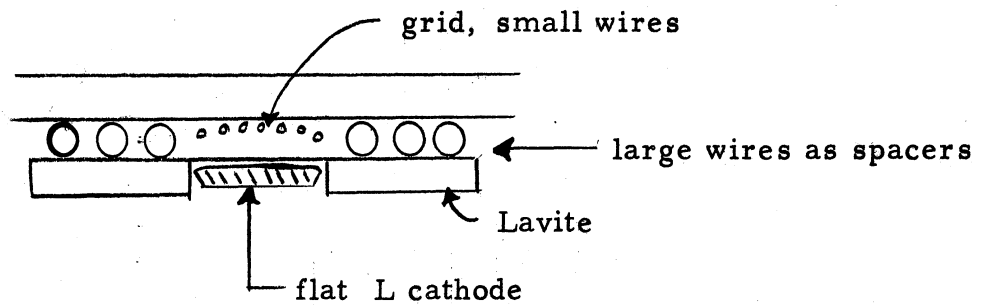 grid, small wires
large wires as spacers
Lavite
flat L cathode